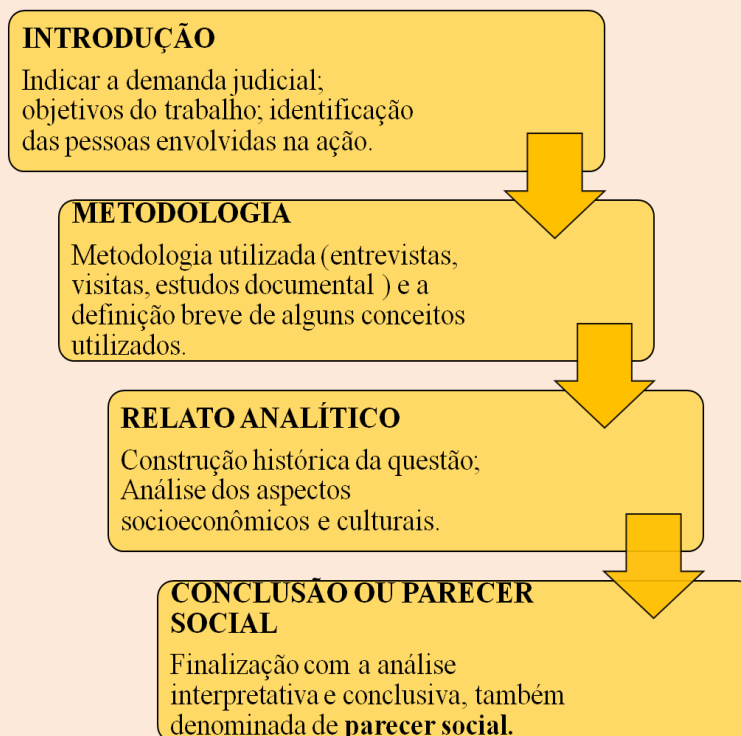 INTRODUÇÃO
Indicar a demanda judicial;
objetivos do trabalho; identificação
das pessoas envolvidas na ação.
METODOLOGIA
Metodologia utilizada (entrevistas,
visitas, estudos documental ) e a
definição breve de alguns conceitos
utilizados.
RELATO ANALÍTICO
Construção histórica da questão;
Análise dos aspectos
socioeconômicos e culturais.
CONCLUSÃO OU PARECER
SOCIAL
Finalização com a análise
interpretativa e conclusiva, também
denominada de parecer social.